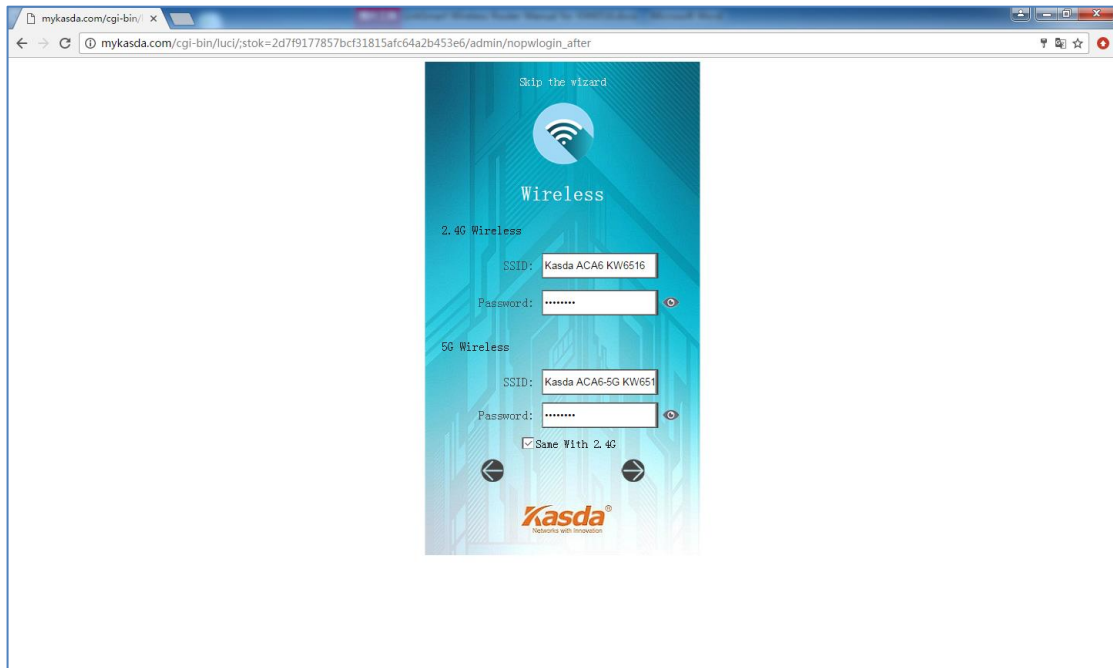 mykasda.com/cgi-bin/l
mykasda.com/cgi-bin/luci/;stok=2d7f9177857bcf31815afc64a2b453e6/admin/nopwlogin_after
Skip the wizard
Wireless
2.4G Wireless
SSID: Kasda ACA6 KW6516
Password: ••••••••
5G Wireless
SSID: Kasda ACA6-5G KW651
Password: ••••••••
Same With 2.4G
Kasda®
Networks with Innovation